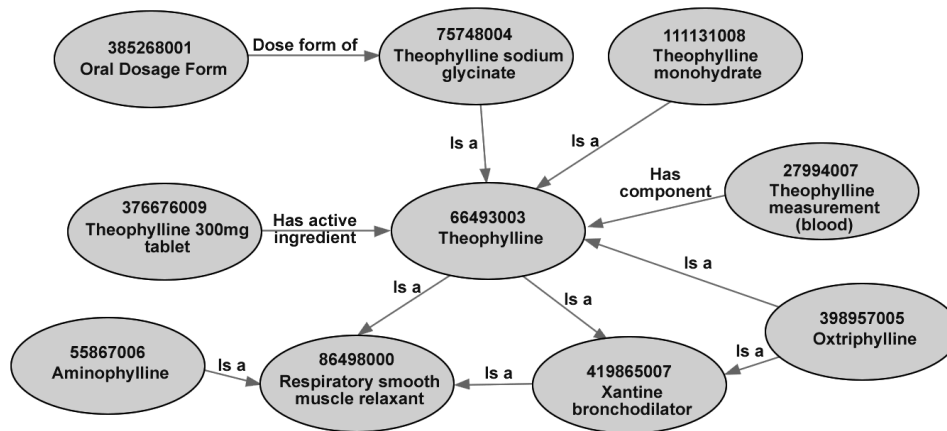 385268001
Oral Dosage Form
Dose form of
75748004
Theophylline sodium
glycinate
111131008
Theophylline
monohydrate
Is a
Is a
Has
component
27994007
Theophylline
measurement
(blood)
376676009
Theophylline 300mg
tablet
Has active
ingredient
66493003
Theophylline
Is a
Is a
Is a
398957005
Oxtriphylline
55867006
Aminophylline
Is a
86498000
Respiratory smooth
muscle relaxant
Is a
419865007
Xantine
bronchodilator
Is a